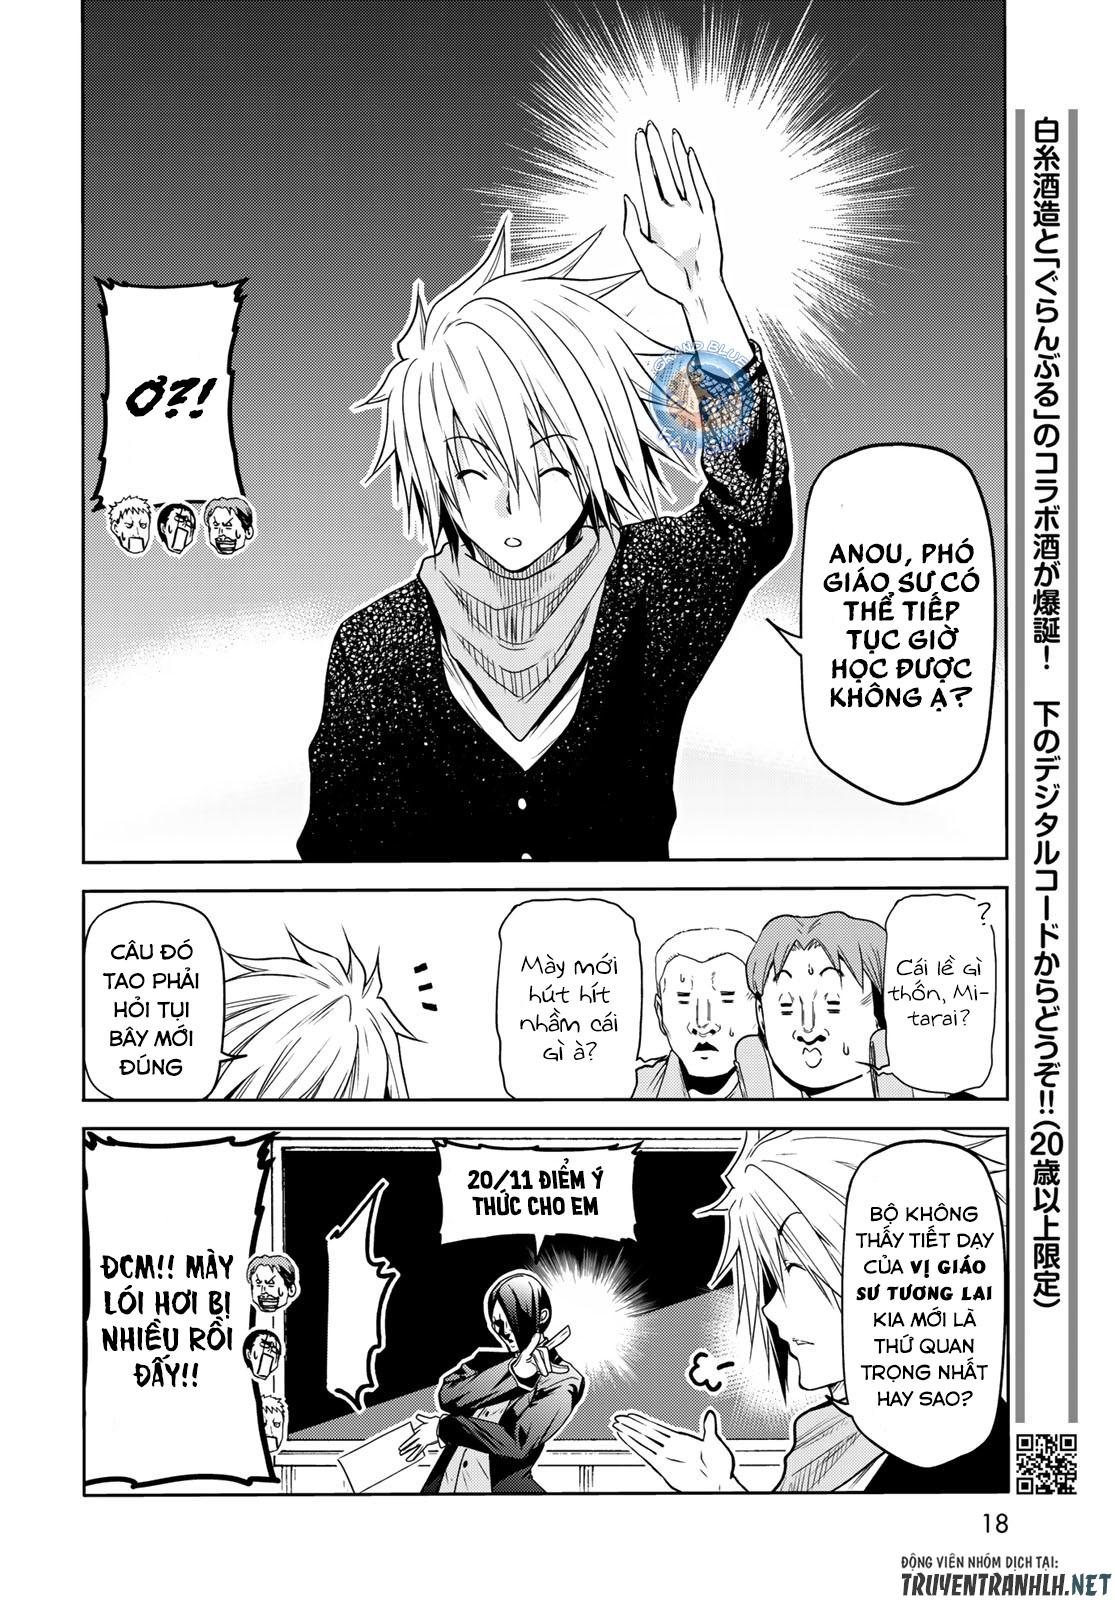 ANOU, PHÓ
GIÁO SƯ CÓ
THỂ TIẾP
TỤC GIỜ
HỌC ĐƯỢC
KHÔNG Ạ?
Ơ?!
GRAND BLUE
?
Cái lề gì
thốn, Mi-
tarai?
Mày mới
hút hít
nhầm cái
gì à?
CÂU ĐÓ
TAO PHẢI
HỎI TỤI
BÂY MỚI
ĐÚNG
BỘ KHÔNG
THẤY TIẾT DẠY
CỦA VỊ GIÁO
SƯ TƯƠNG LAI
KIA MỚI LÀ
THỨ QUAN
TRỌNG NHẤT
HAY SAO?
20/11 ĐIỂM Ý
THỨC CHO EM
ĐCM!! MÀY
LÓI HƠI BỊ
NHIỀU RỒI
ĐẤY!!
白糸酒造と「ぐらんぶる」のコラボ酒が爆誕！ 下のデジタルコードからどうぞ!!（20歳以上限定）
18
ĐỘNG VIÊN NHÓM DỊCH TẠI:
TRUYENTRANHLH.NET